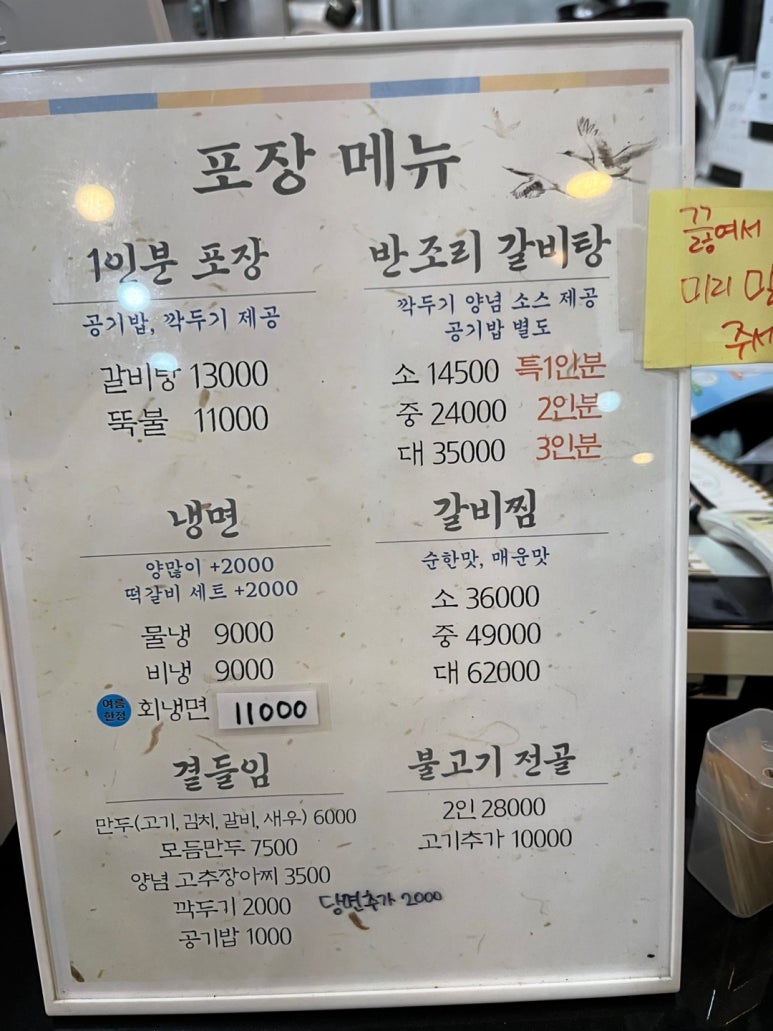 포장 메뉴
1인분 포장
공기밥, 깍두기 제공
갈비탕 13000
뚝불 11000
반조리 갈비탕
깍두기 양념 소스 제공
공기밥 별도
소 14500 특1인분
중 24000 2인분
대 35000 3인분
냉면
양많이 +2000
떡갈비 세트 +2000
물냉 9000
비냉 9000
여름
한정
회냉면 11000
갈비찜
순한맛, 매운맛
소 36000
중 49000
대 62000
곁들임
만두(고기, 김치, 갈비, 새우) 6000
모듬만두 7500
양념 고추장아찌 3500
깍두기 2000
공기밥 1000
불고기 전골
2인 28000
고기추가 10000
당면추가 2000
끓여서
미리